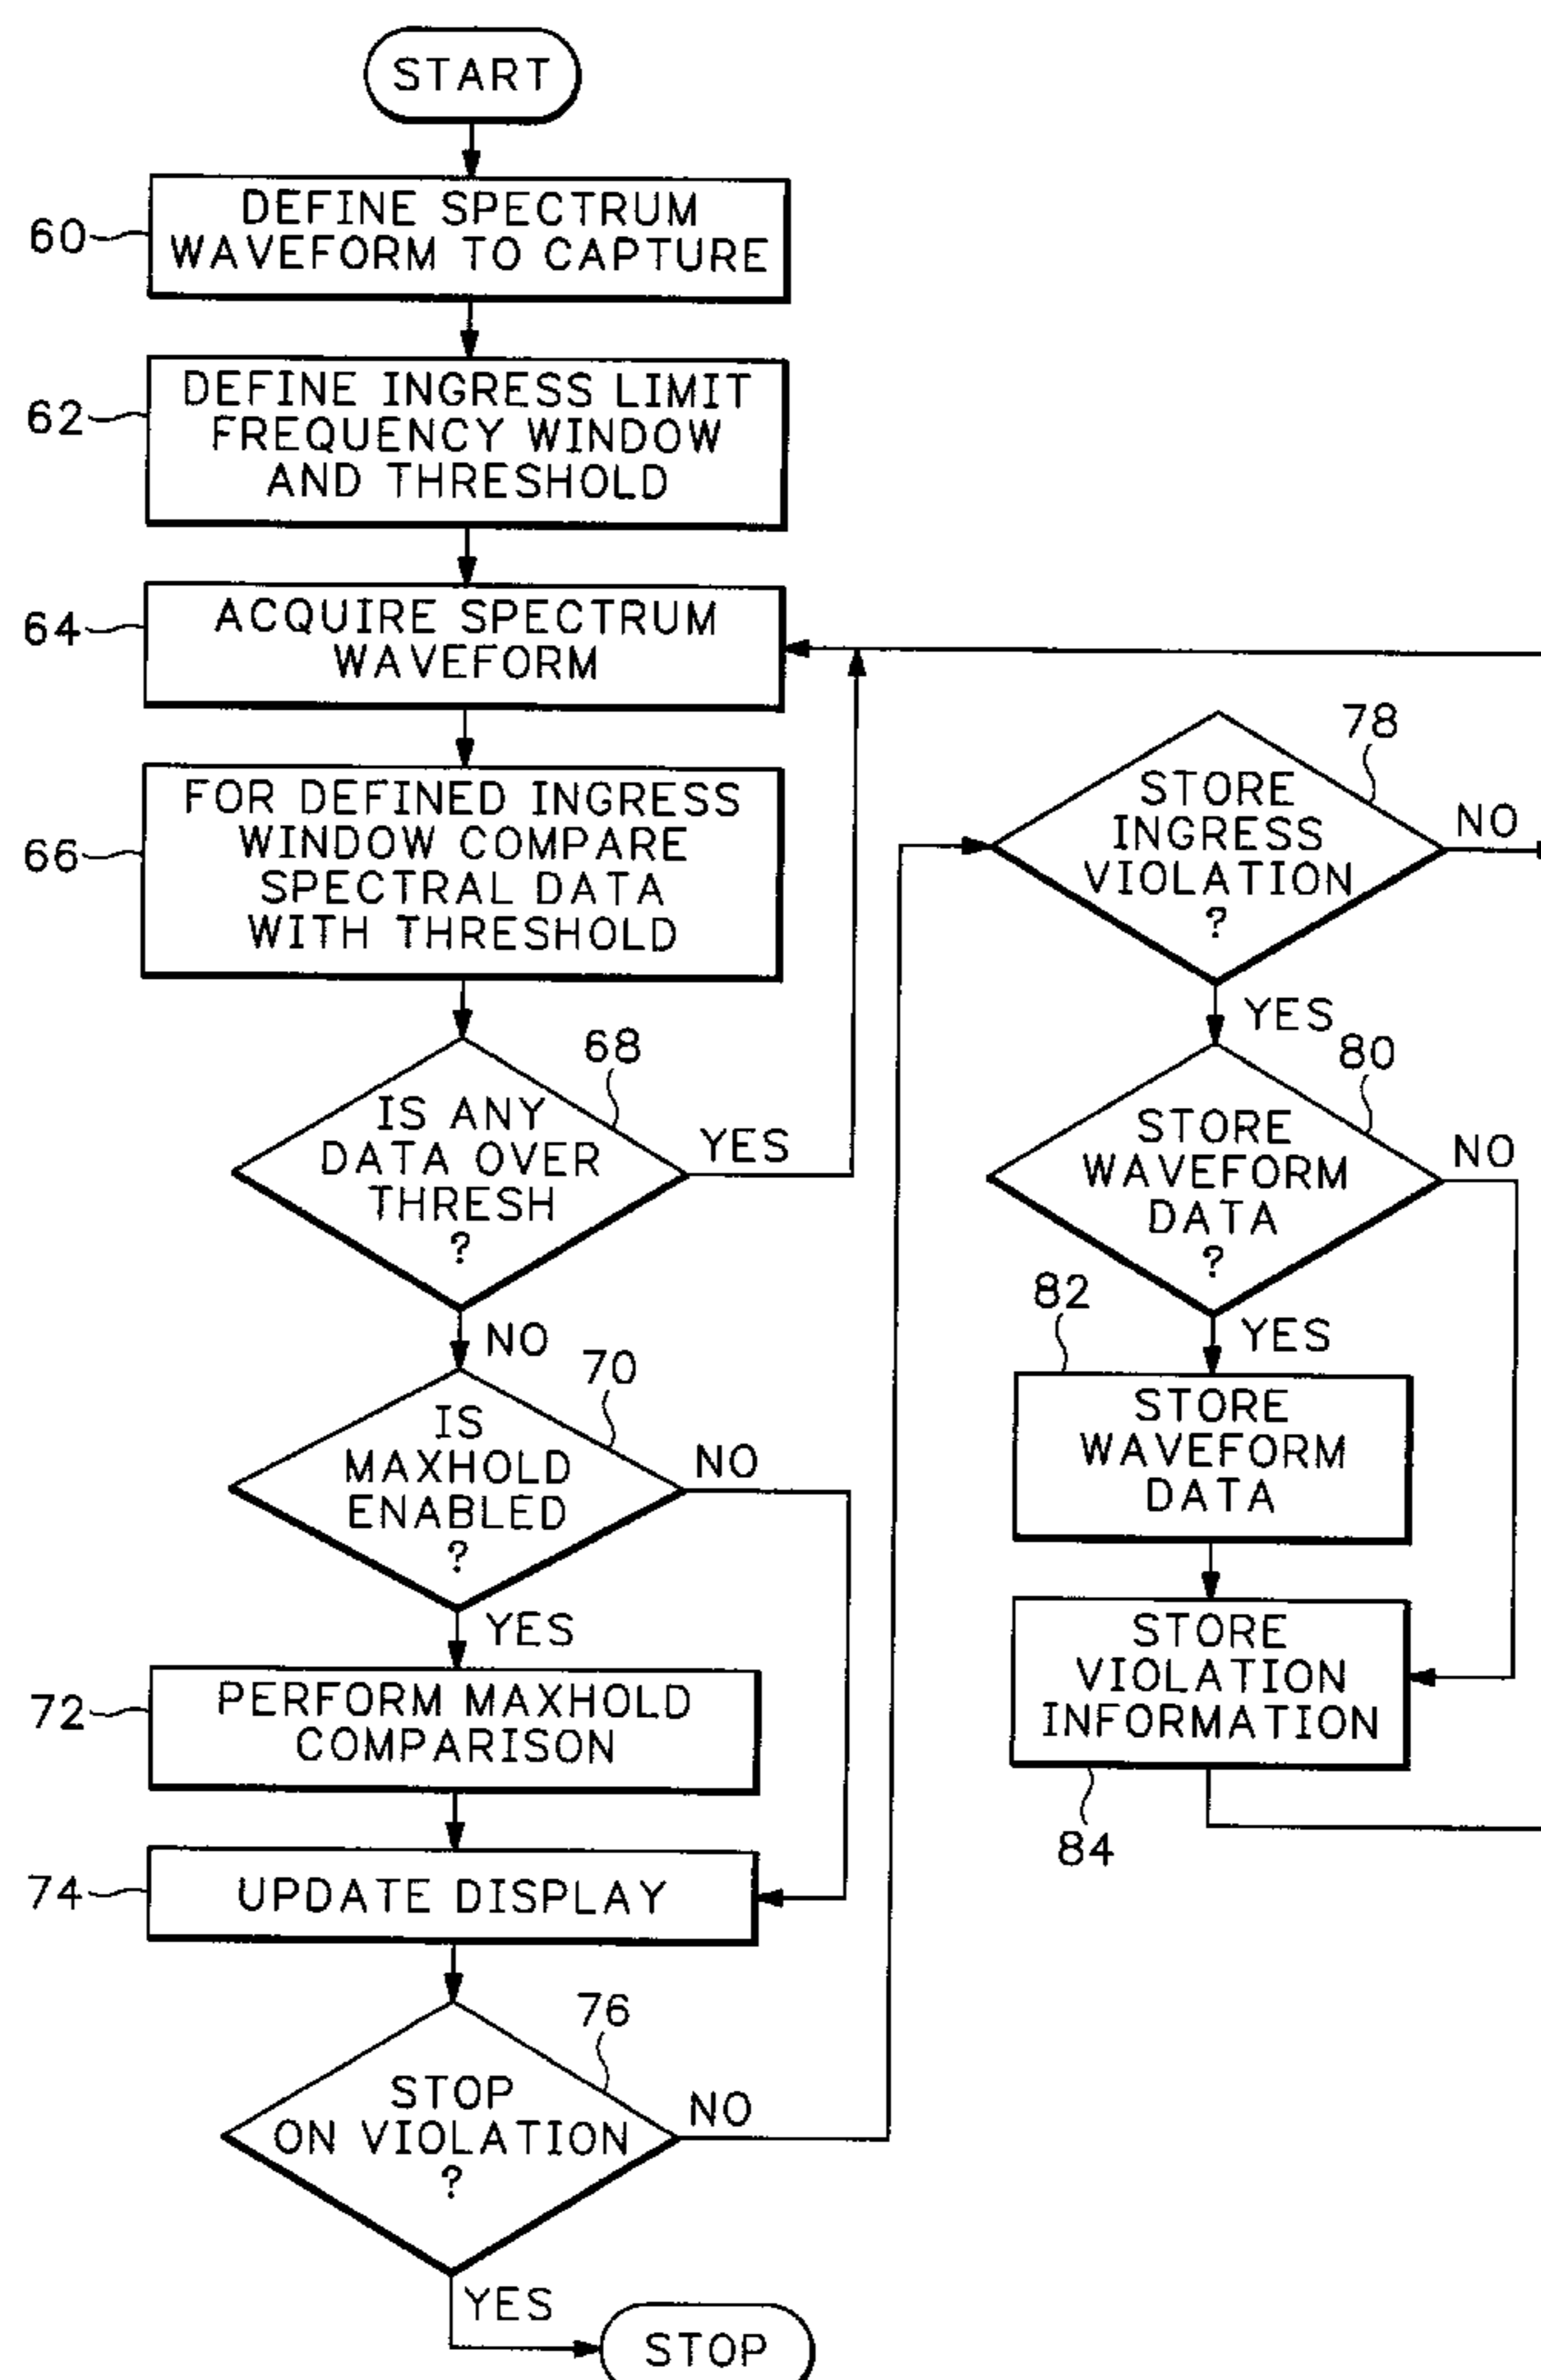 START
60
DEFINE SPECTRUM
WAVEFORM TO CAPTURE
62
DEFINE INGRESS LIMIT
FREQUENCY WINDOW
AND THRESHOLD
64
ACQUIRE SPECTRUM
WAVEFORM
66
FOR DEFINED INGRESS
WINDOW COMPARE
SPECTRAL DATA
WITH THRESHOLD
68
IS ANY
DATA OVER
THRESH
?
YES
NO
70
IS
MAXHOLD
ENABLED
?
NO
YES
72
PERFORM MAXHOLD
COMPARISON
74
UPDATE DISPLAY
76
STOP
ON VIOLATION
?
NO
YES
STOP
78
STORE
INGRESS
VIOLATION
?
NO
YES
80
STORE
WAVEFORM
DATA
?
NO
YES
82
STORE
WAVEFORM
DATA
STORE
VIOLATION
INFORMATION
84